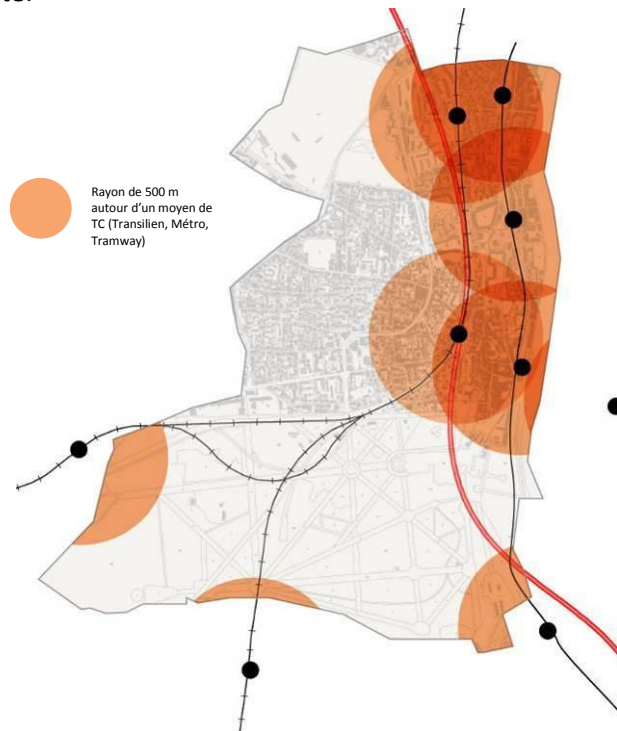 Rayon de 500 m
autour d'un moyen de
TC (Transilien, Métro,
Tramway)